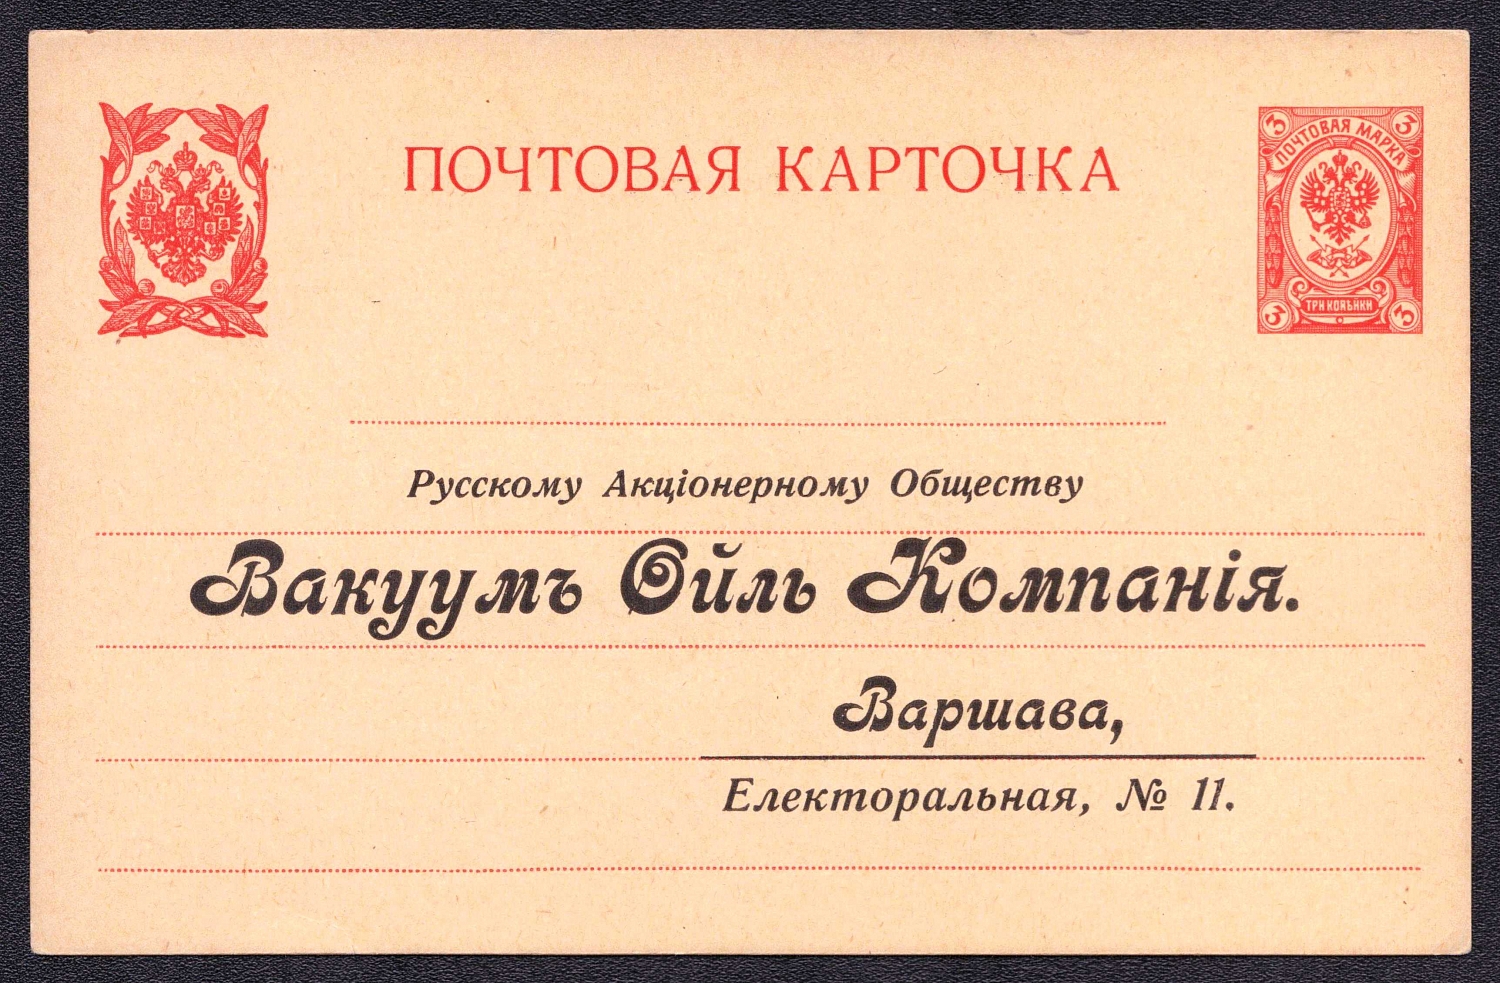 ПОЧТОВАЯ КАРТОЧКА
3 ПОЧТОВАЯ МАРКА 3
ТРИ КОПѢЙКИ
3 3
Русскому Акціонерному Обществу
Вакуумъ Ойль Компанія.
Варшава,
Електоральная, № 11.